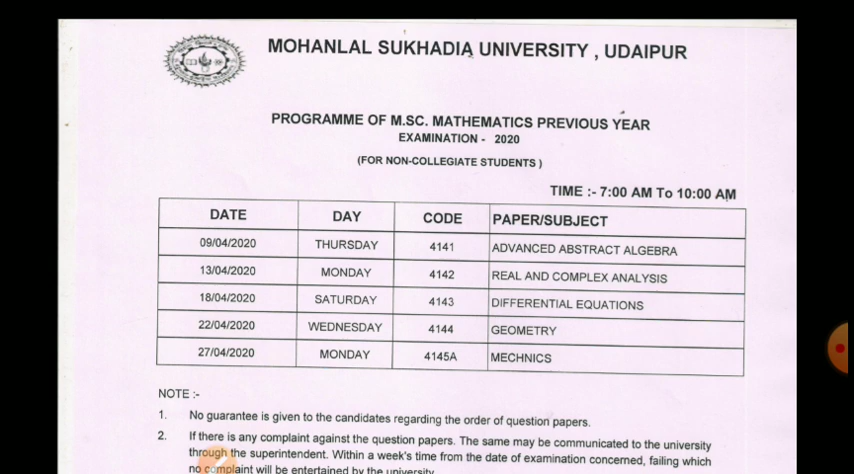 MOHANLAL SUKHADIA UNIVERSITY , UDAIPUR
PROGRAMME OF M.SC. MATHEMATICS PREVIOUS YEAR
EXAMINATION - 2020
(FOR NON-COLLEGIATE STUDENTS )
TIME :- 7:00 AM To 10:00 AM
DATE DAY CODE PAPER/SUBJECT
09/04/2020 THURSDAY 4141 ADVANCED ABSTRACT ALGEBRA
13/04/2020 MONDAY 4142 REAL AND COMPLEX ANALYSIS
18/04/2020 SATURDAY 4143 DIFFERENTIAL EQUATIONS
22/04/2020 WEDNESDAY 4144 GEOMETRY
27/04/2020 MONDAY 4145A MECHNICS
NOTE :-
1. No guarantee is given to the candidates regarding the order of question papers.
2. If there is any complaint against the question papers. The same may be communicated to the university
through the superintendent. Within a week's time from the date of examination concerned, failing which
no complaint will be entertained by the university